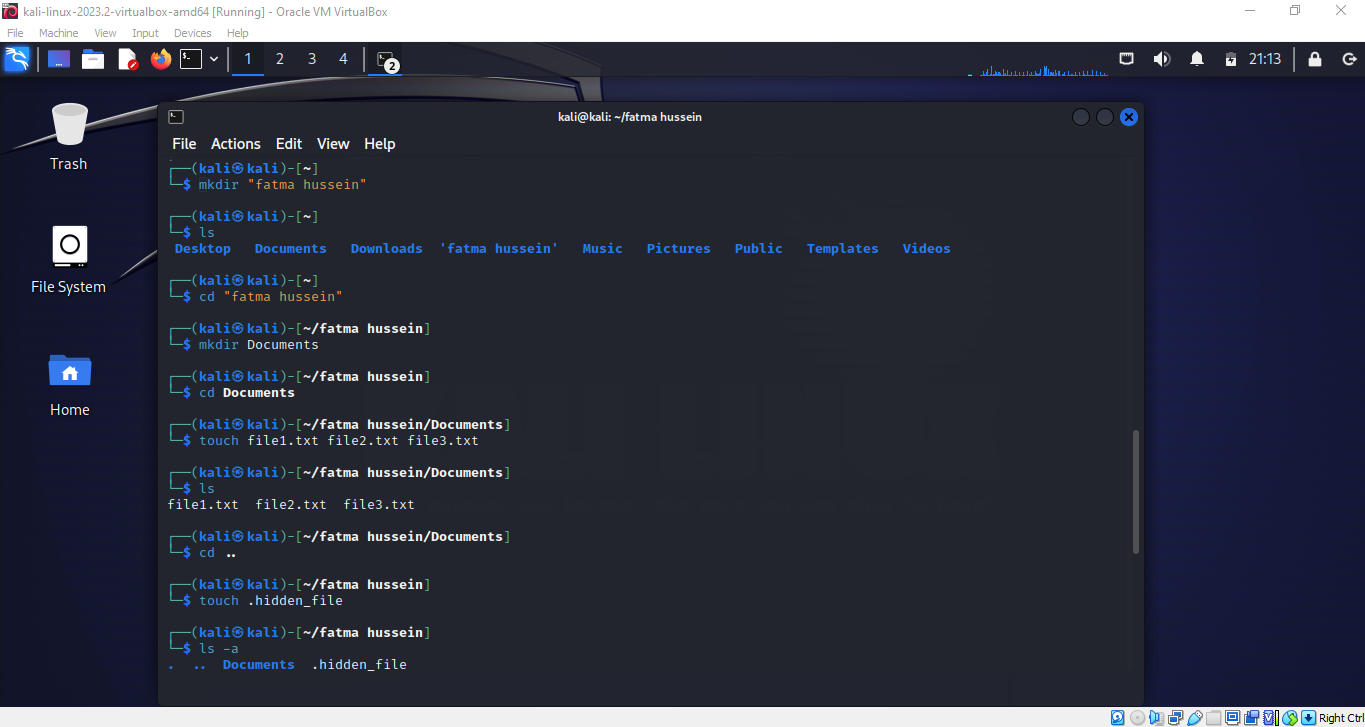 kali-linux-2023.2-virtualbox-amd64 [Running] - Oracle VM VirtualBox
File Machine View Input Devices Help
1 2 3 4 2 21:13
kali@kali: ~/fatma hussein
File Actions Edit View Help
Trash
File System
Home
┌──(kali㉿kali)-[~]
└─$ mkdir "fatma hussein"
┌──(kali㉿kali)-[~]
└─$ ls
Desktop Documents Downloads 'fatma hussein' Music Pictures Public Templates Videos
┌──(kali㉿kali)-[~]
└─$ cd "fatma hussein"
┌──(kali㉿kali)-[~/fatma hussein]
└─$ mkdir Documents
┌──(kali㉿kali)-[~/fatma hussein]
└─$ cd Documents
┌──(kali㉿kali)-[~/fatma hussein/Documents]
└─$ touch file1.txt file2.txt file3.txt
┌──(kali㉿kali)-[~/fatma hussein/Documents]
└─$ ls
file1.txt file2.txt file3.txt
┌──(kali㉿kali)-[~/fatma hussein/Documents]
└─$ cd ..
┌──(kali㉿kali)-[~/fatma hussein]
└─$ touch .hidden_file
┌──(kali㉿kali)-[~/fatma hussein]
└─$ ls -a
. .. Documents .hidden_file
Right Ctrl